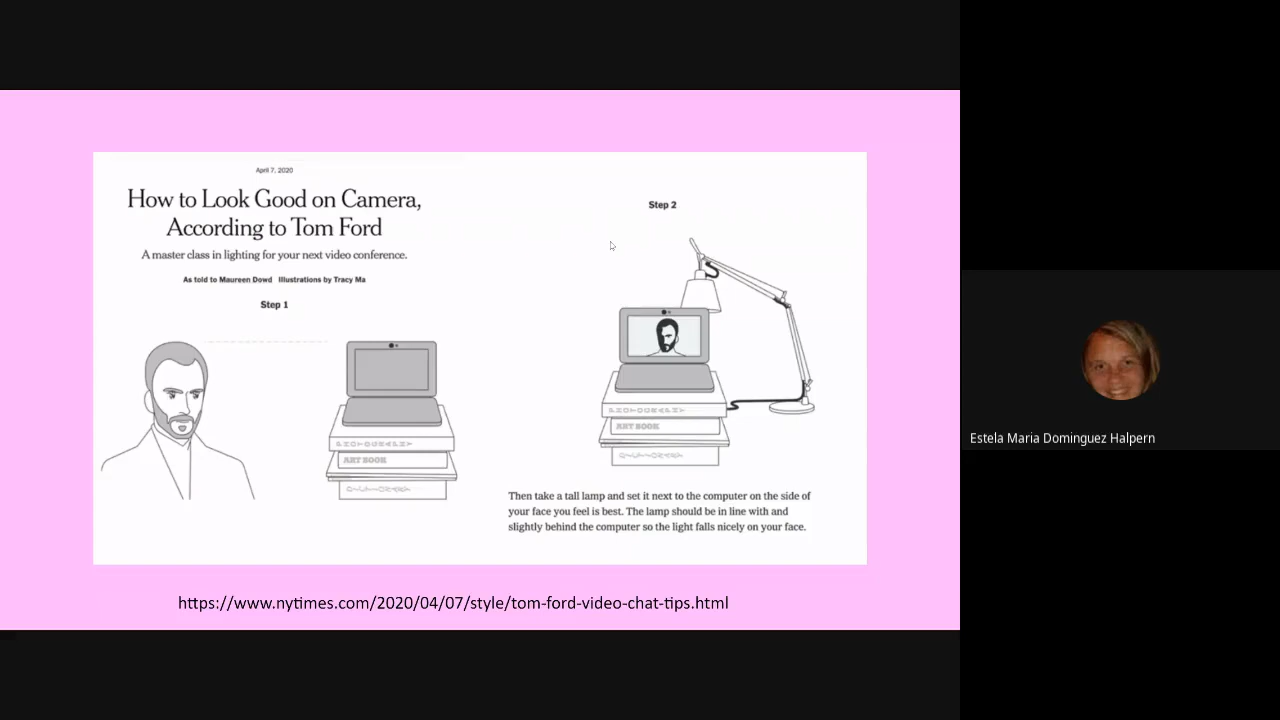 April 7, 2020
How to Look Good on Camera,
According to Tom Ford
A master class in lighting for your next video conference.
As told to Maureen Dowd Illustrations by Tracy Ma
Step 1
ART BOOK
Step 2
ART BOOK
Then take a tall lamp and set it next to the computer on the side of
your face you feel is best. The lamp should be in line with and
slightly behind the computer so the light falls nicely on your face.
https://www.nytimes.com/2020/04/07/style/tom-ford-video-chat-tips.html
Estela Maria Dominguez Halpern